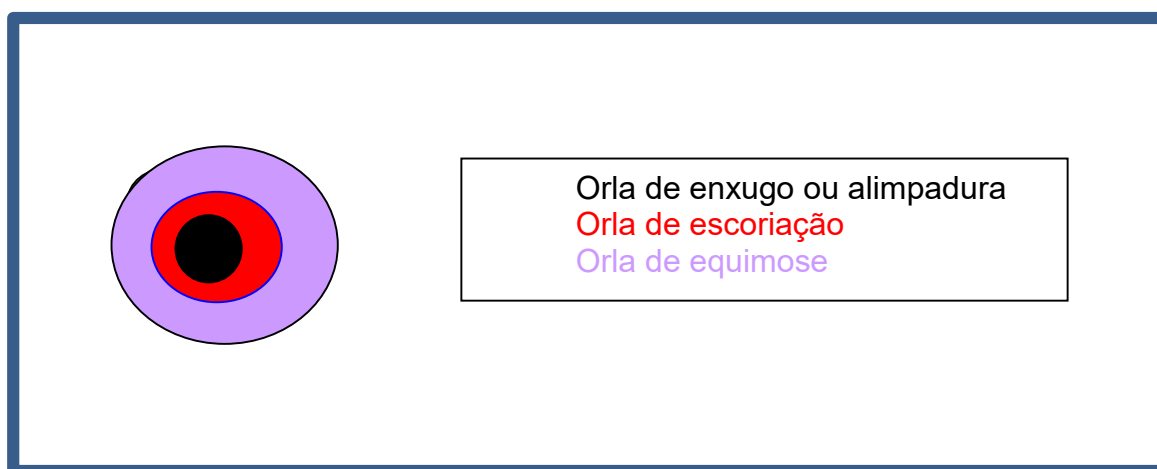 Orla de enxugo ou alimpadura
Orla de escoriação
Orla de equimose